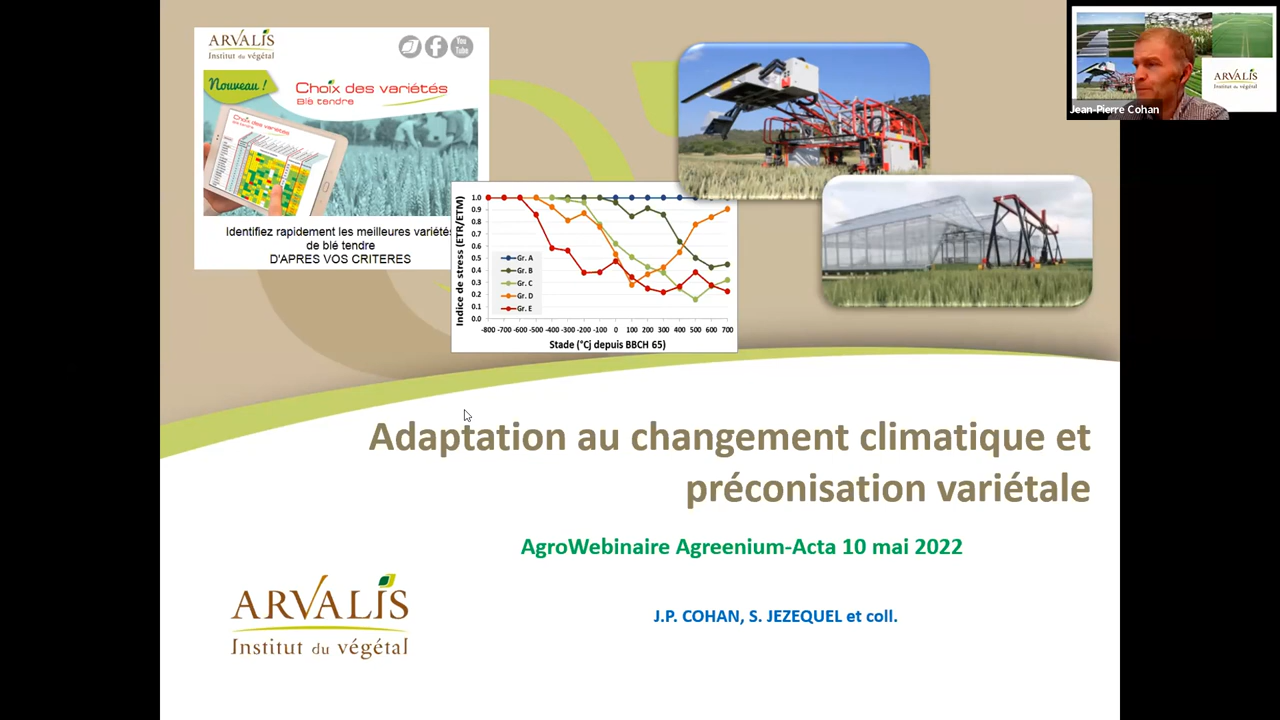 ARVALIS
Institut du végétal
You
Tube
Nouveau !
Choix des variétés
Blé tendre
Choix des variétés
Identifiez rapidement les meilleures variétés
de blé tendre
D'APRES VOS CRITERES
Indice de stress (ETR/ETM)
1.0
0.9
0.8
0.7
0.6
0.5
0.4
0.3
0.2
0.1
0.0
Gr. A
Gr. B
Gr. C
Gr. D
Gr. E
-800 -700 -600 -500 -400 -300 -200 -100 0 100 200 300 400 500 600 700
Stade (°Cj depuis BBCH 65)
ARVALIS
Institut du végétal
Jean-Pierre Cohan
Adaptation au changement climatique et
préconisation variétale
AgroWebinaire Agreenium-Acta 10 mai 2022
J.P. COHAN, S. JEZEQUEL et coll.
ARVALIS
Institut du végétal